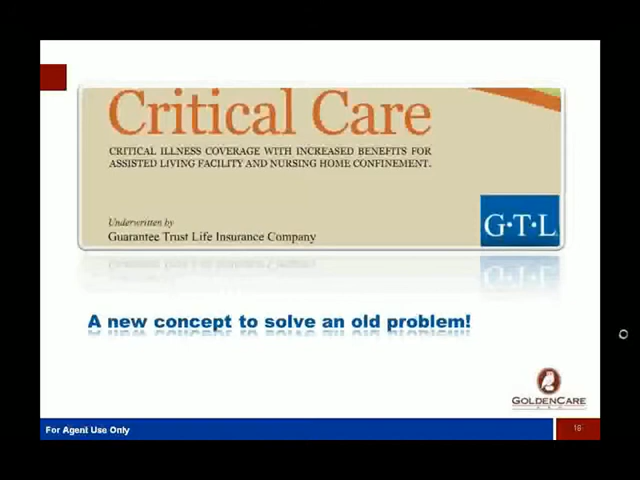 Critical Care
CRITICAL ILLNESS COVERAGE WITH INCREASED BENEFITS FOR
ASSISTED LIVING FACILITY AND NURSING HOME CONFINEMENT.
Underwritten by
Guarantee Trust Life Insurance Company
G·T·L
A new concept to solve an old problem!
GOLDENCARE
For Agent Use Only
16